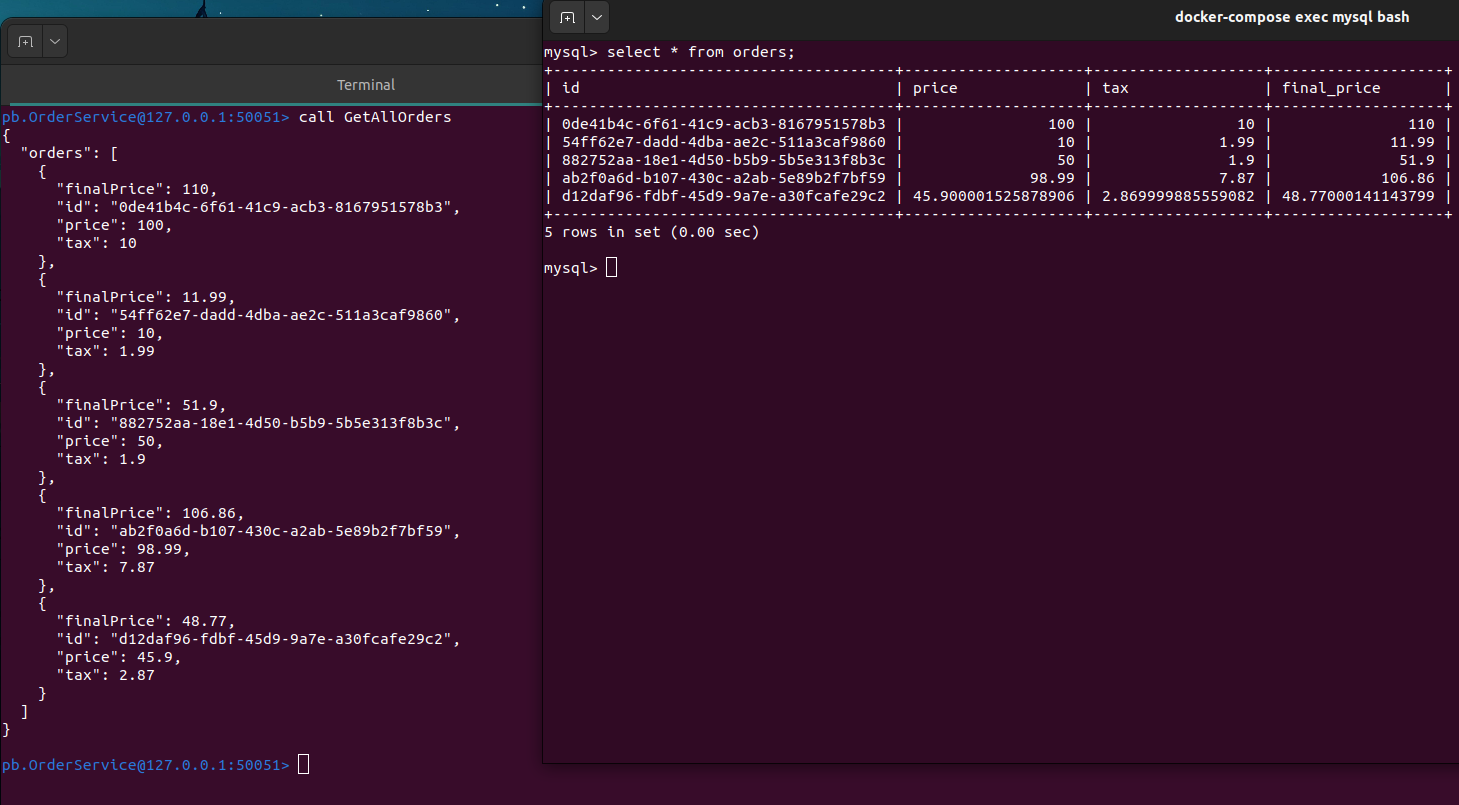 Terminal
pb.OrderService@127.0.0.1:50051> call GetAllOrders
{
  "orders": [
    {
      "finalPrice": 110,
      "id": "0de41b4c-6f61-41c9-acb3-8167951578b3",
      "price": 100,
      "tax": 10
    },
    {
      "finalPrice": 11.99,
      "id": "54ff62e7-dadd-4dba-ae2c-511a3caf9860",
      "price": 10,
      "tax": 1.99
    },
    {
      "finalPrice": 51.9,
      "id": "882752aa-18e1-4d50-b5b9-5b5e313f8b3c",
      "price": 50,
      "tax": 1.9
    },
    {
      "finalPrice": 106.86,
      "id": "ab2f0a6d-b107-430c-a2ab-5e89b2f7bf59",
      "price": 98.99,
      "tax": 7.87
    },
    {
      "finalPrice": 48.77,
      "id": "d12daf96-fdbf-45d9-9a7e-a30fcafe29c2",
      "price": 45.9,
      "tax": 2.87
    }
  ]
}
pb.OrderService@127.0.0.1:50051>
docker-compose exec mysql bash
mysql> select * from orders;
+--------------------------------------+--------------------+-------------------+-------------------+
| id                                   | price              | tax               | final_price       |
+--------------------------------------+--------------------+-------------------+-------------------+
| 0de41b4c-6f61-41c9-acb3-8167951578b3 |                100 |                10 |               110 |
| 54ff62e7-dadd-4dba-ae2c-511a3caf9860 |                 10 |              1.99 |             11.99 |
| 882752aa-18e1-4d50-b5b9-5b5e313f8b3c |                 50 |               1.9 |              51.9 |
| ab2f0a6d-b107-430c-a2ab-5e89b2f7bf59 |              98.99 |              7.87 |            106.86 |
| d12daf96-fdbf-45d9-9a7e-a30fcafe29c2 | 45.900001525878906 | 2.869999885559082 | 48.77000141143799 |
+--------------------------------------+--------------------+-------------------+-------------------+
5 rows in set (0.00 sec)
mysql>